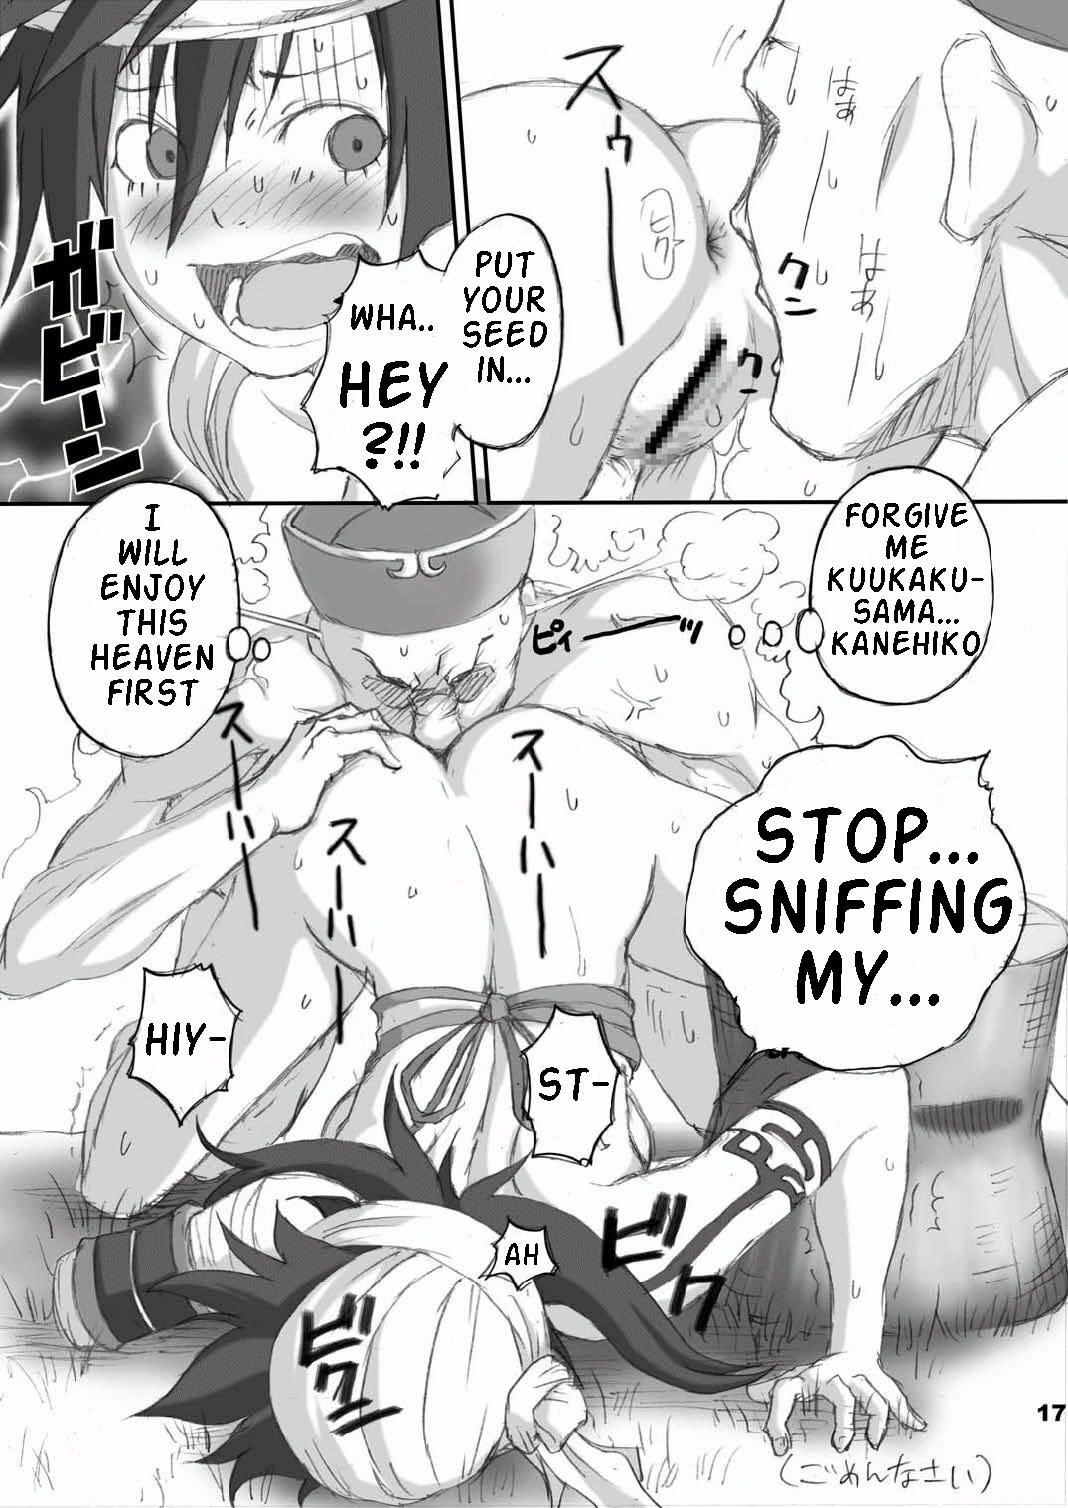 スゥーー
はぁ
はぁ
ヒクッ
クン
クン
PUT
YOUR
SEED
IN...
WHA..
HEY
?!!
ガビーン
FORGIVE
ME
KUUKAKU-
SAMA...
KANEHIKO
I
WILL
ENJOY
THIS
HEAVEN
FIRST
ピィーーッ
スーハー
スーハー
スーハー
STOP...
SNIFFING
MY...
HIY-
ST-
AH
ビク
ビク
(ごめんなさい)
17